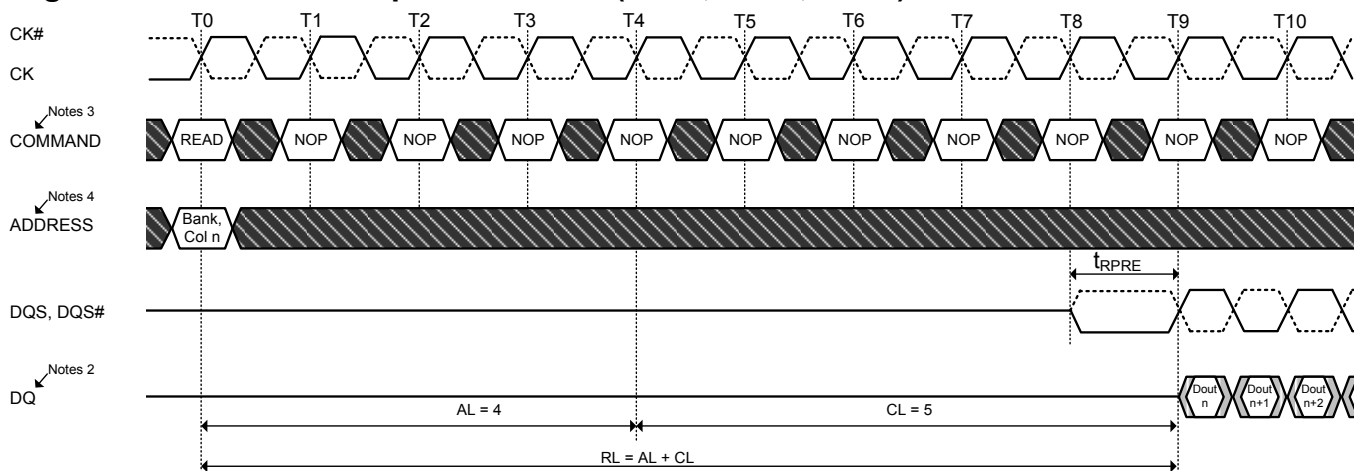 T0 T1 T2 T3 T4 T5 T6 T7 T8 T9 T10
CK#
CK
Notes 3
COMMAND
READ NOP NOP NOP NOP NOP NOP NOP NOP NOP NOP
Notes 4
ADDRESS
Bank,
Col n
tRPRE
DQS, DQS#
Notes 2
DQ
Dout Dout Dout
n n+1 n+2
AL = 4 CL = 5
RL = AL + CL